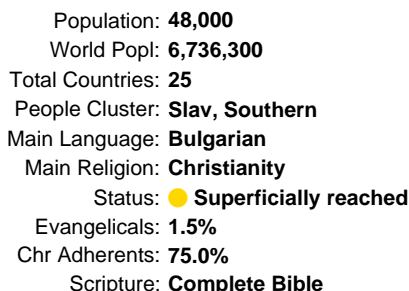 Population: 48,000
World Popl: 6,736,300
Total Countries: 25
People Cluster: Slav, Southern
Main Language: Bulgarian
Main Religion: Christianity
Status: Superficially reached
Evangelicals: 1.5%
Chr Adherents: 75.0%
Scripture: Complete Bible